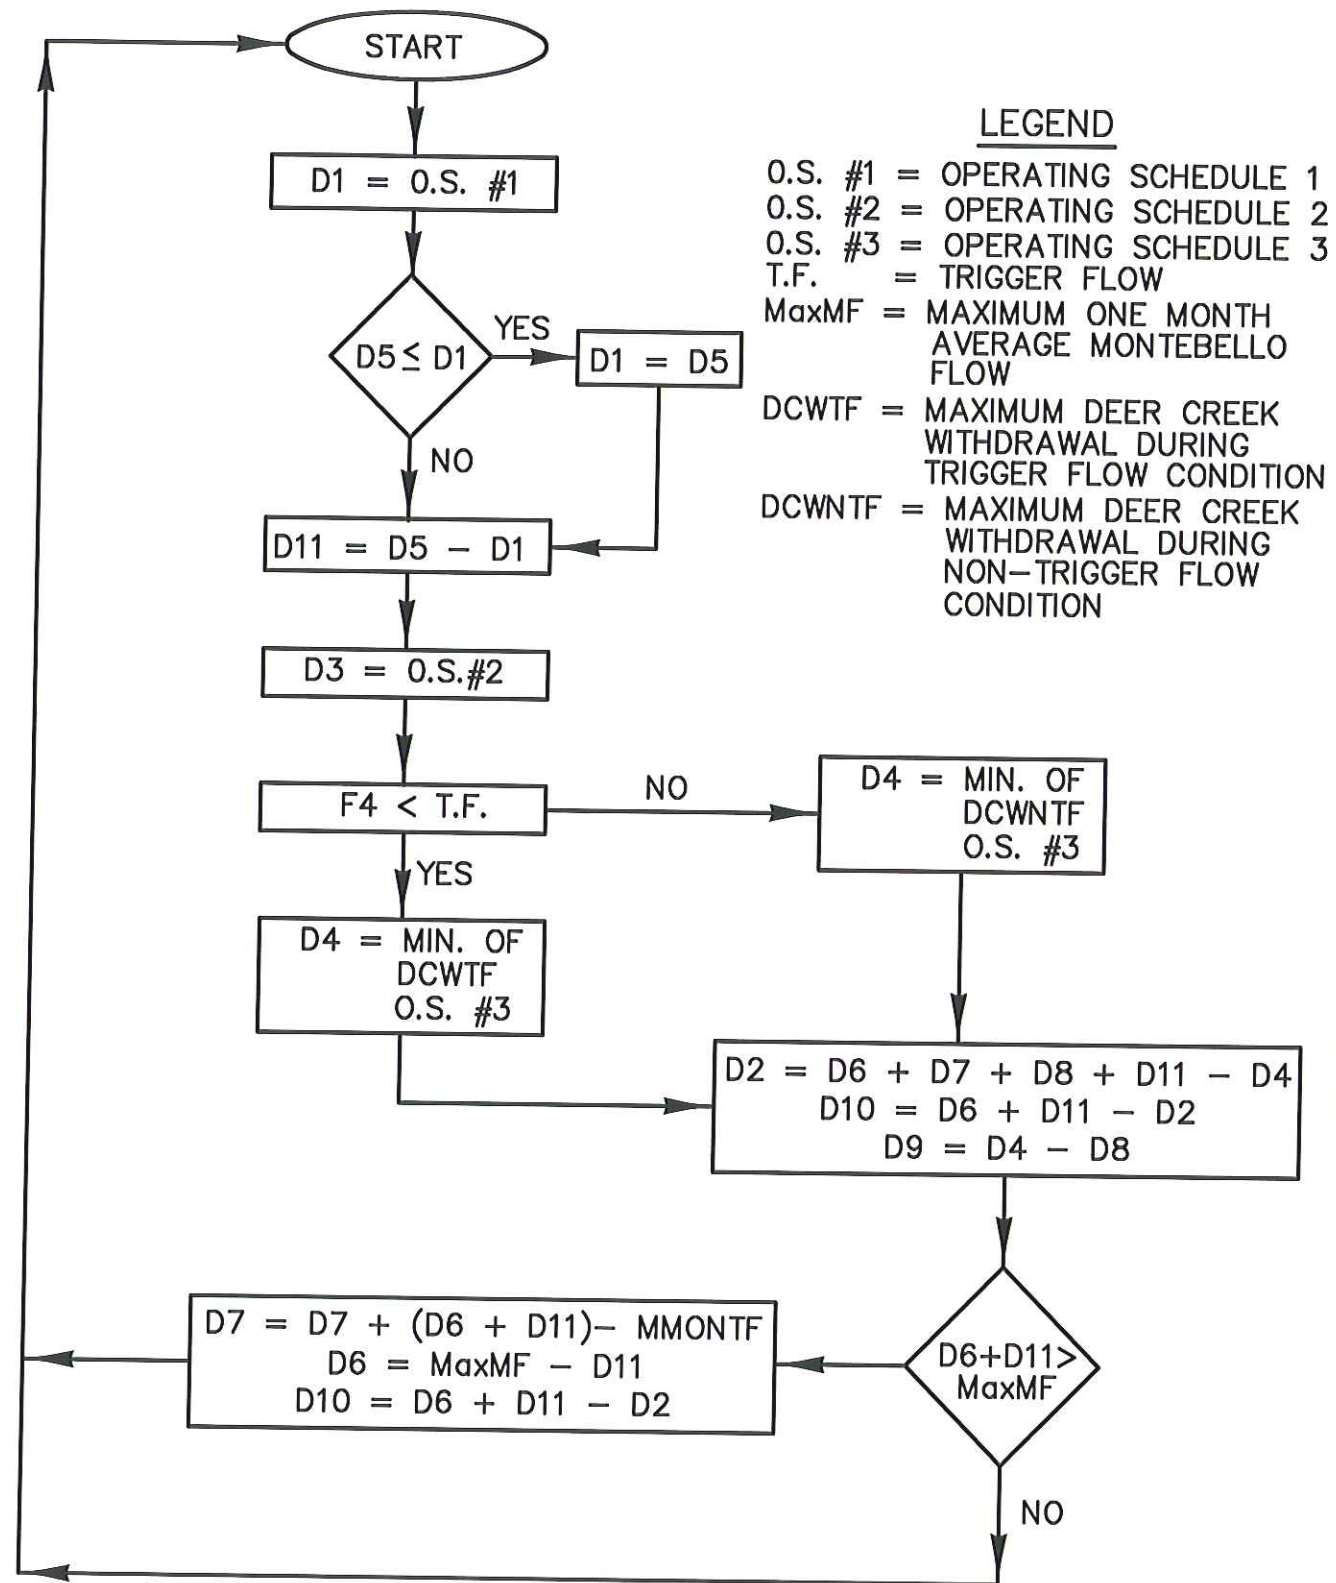 START
LEGEND
D1 = O.S. #1
O.S. #1 = OPERATING SCHEDULE 1
O.S. #2 = OPERATING SCHEDULE 2
O.S. #3 = OPERATING SCHEDULE 3
T.F. = TRIGGER FLOW
MaxMF = MAXIMUM ONE MONTH
AVERAGE MONTEBELLO
FLOW
DCWTF = MAXIMUM DEER CREEK
WITHDRAWAL DURING
TRIGGER FLOW CONDITION
DCWNTF = MAXIMUM DEER CREEK
WITHDRAWAL DURING
NON-TRIGGER FLOW
CONDITION
D5 ≤ D1
YES
D1 = D5
NO
D11 = D5 - D1
D3 = O.S.#2
F4 < T.F.
NO
D4 = MIN. OF
DCWNTF
O.S. #3
YES
D4 = MIN. OF
DCWTF
O.S. #3
D2 = D6 + D7 + D8 + D11 - D4
D10 = D6 + D11 - D2
D9 = D4 - D8
D6+D11>
MaxMF
D7 = D7 + (D6 + D11)- MMONTF
D6 = MaxMF - D11
D10 = D6 + D11 - D2
NO